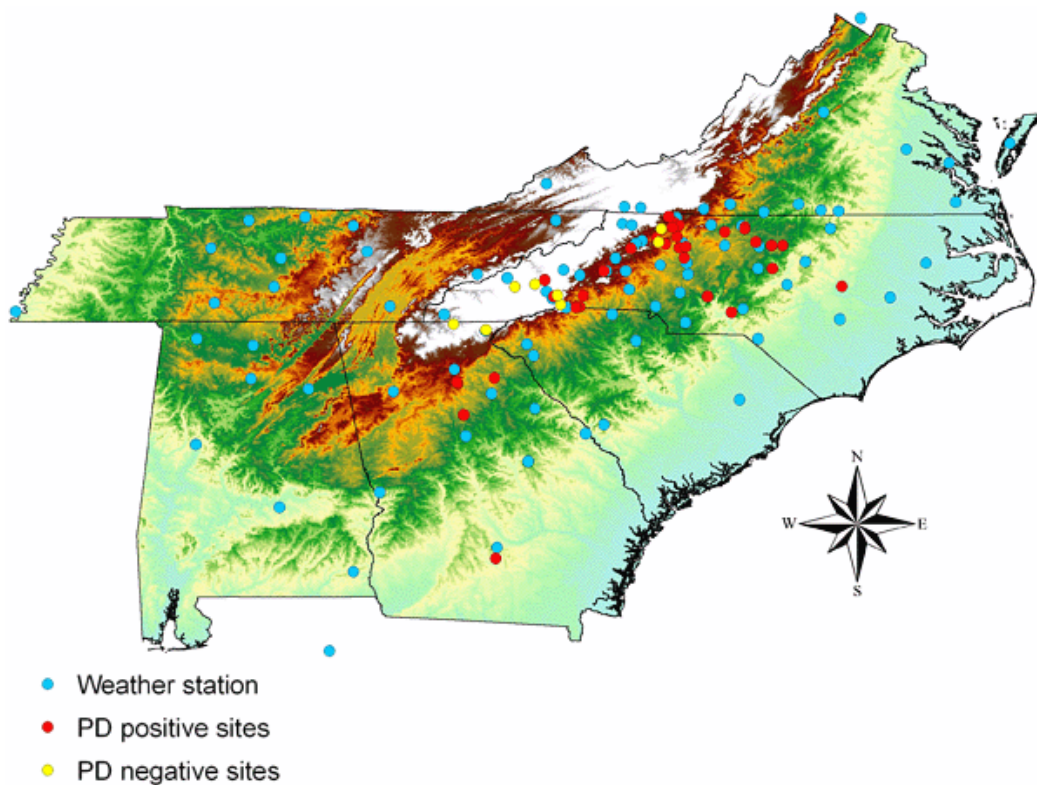 N
W
E
S
Weather station
PD positive sites
PD negative sites